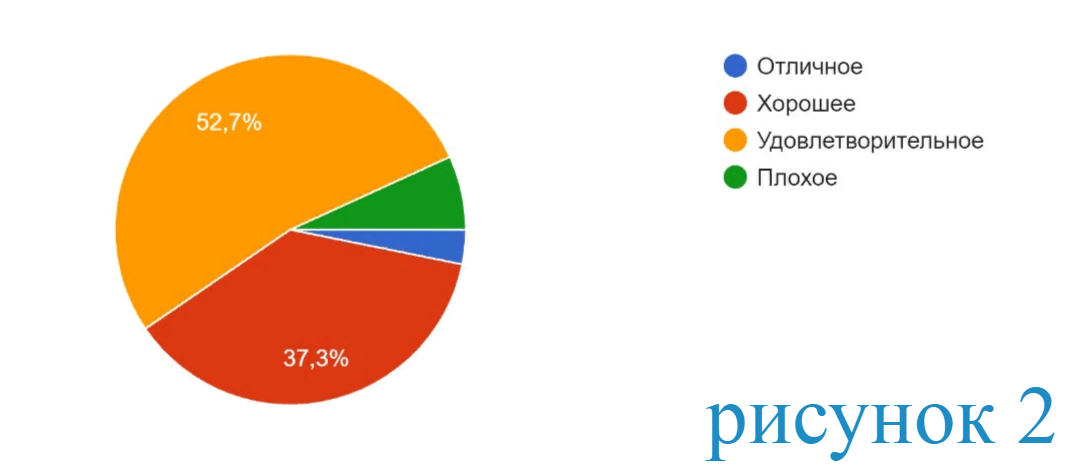 52,7%
37,3%
Отличное
Хорошее
Удовлетворительное
Плохое
рисунок 2